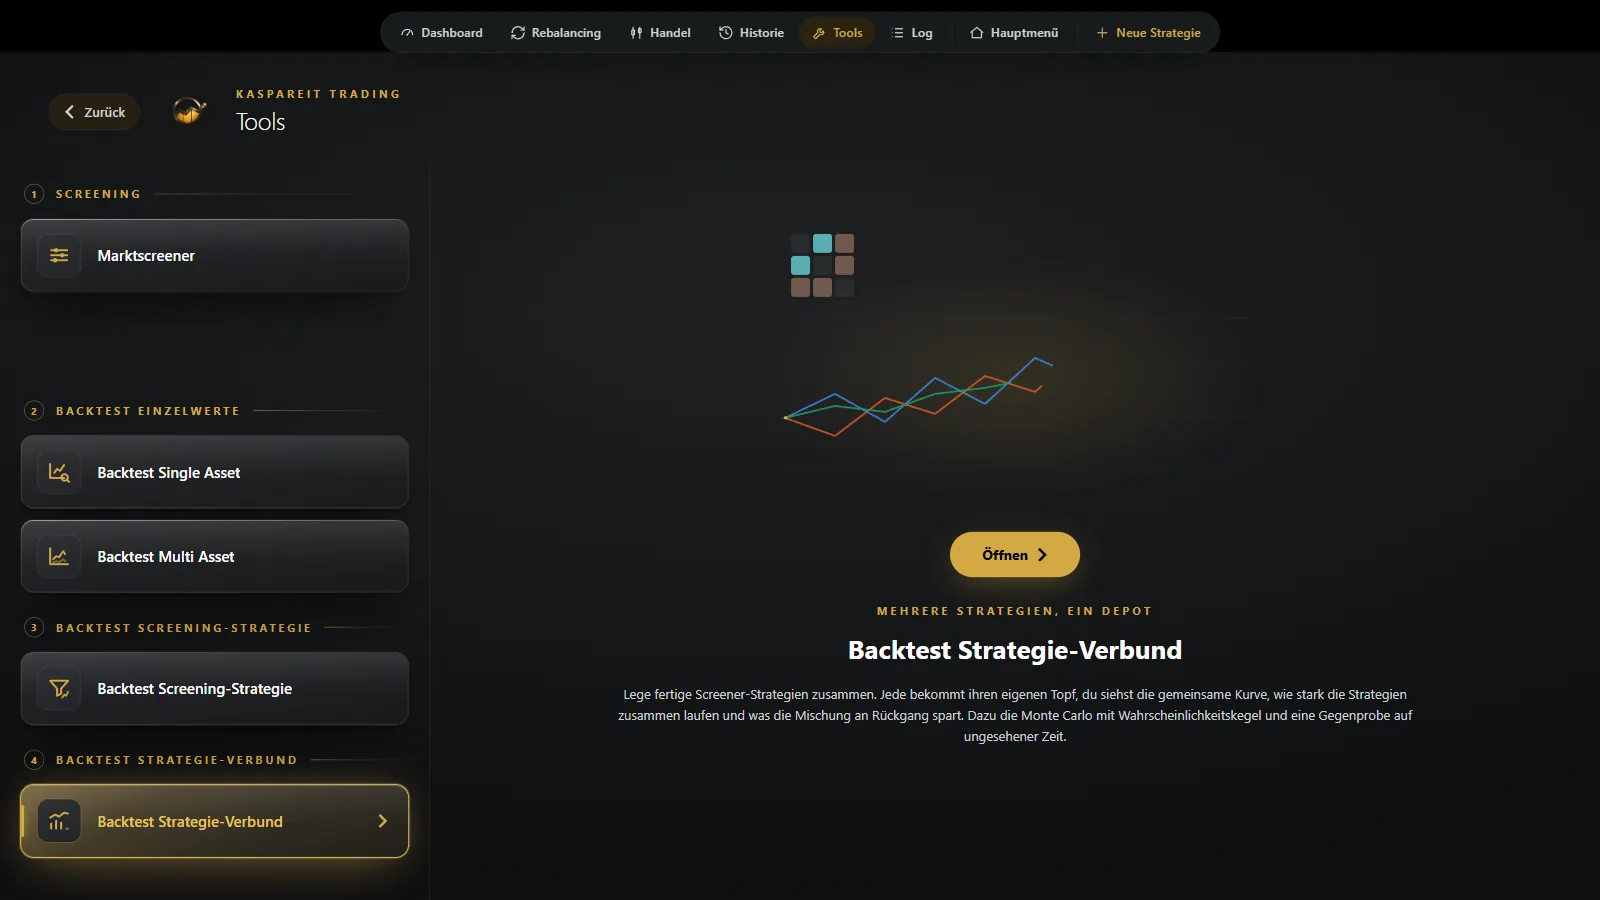 Dashboard
Rebalancing
Handel
Historie
Tools
Log
Hauptmenü
Neue Strategie
Zurück
KASPAREIT TRADING
Tools
1 SCREENING
Marktscreener
2 BACKTEST EINZELWERTE
Backtest Single Asset
Backtest Multi Asset
3 BACKTEST SCREENING-STRATEGIE
Backtest Screening-Strategie
4 BACKTEST STRATEGIE-VERBUND
Backtest Strategie-Verbund
Öffnen
MEHRERE STRATEGIEN, EIN DEPOT
Backtest Strategie-Verbund
Lege fertige Screener-Strategien zusammen. Jede bekommt ihren eigenen Topf, du siehst die gemeinsame Kurve, wie stark die Strategien
zusammen laufen und was die Mischung an Rückgang spart. Dazu die Monte Carlo mit Wahrscheinlichkeitskegel und eine Gegenprobe auf
ungesehener Zeit.